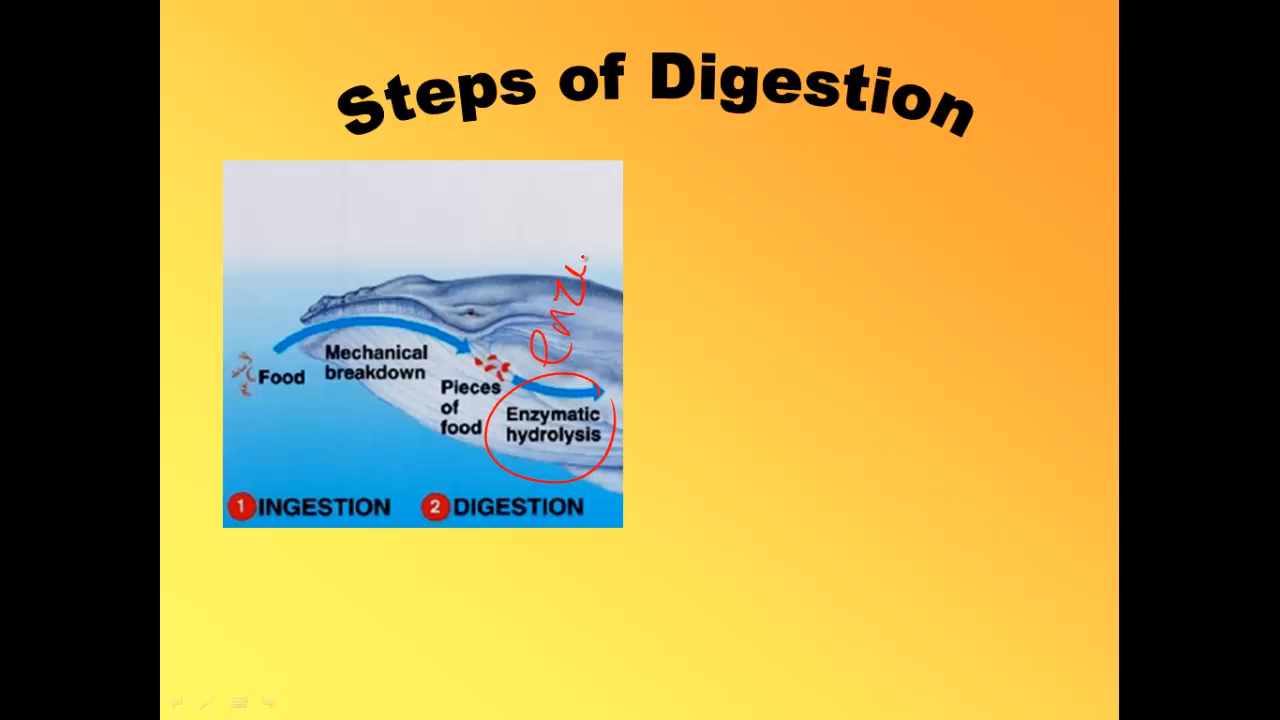 Steps of Digestion
Food
Mechanical
breakdown
Pieces
of
food
Enzymatic
hydrolysis
1 INGESTION
2 DIGESTION